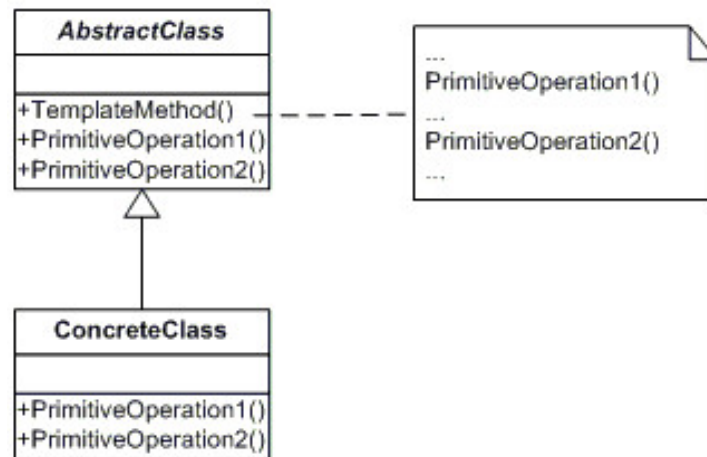 AbstractClass
+TemplateMethod()
+PrimitiveOperation1()
+PrimitiveOperation2()
...
PrimitiveOperation1()
...
PrimitiveOperation2()
...
ConcreteClass
+PrimitiveOperation1()
+PrimitiveOperation2()